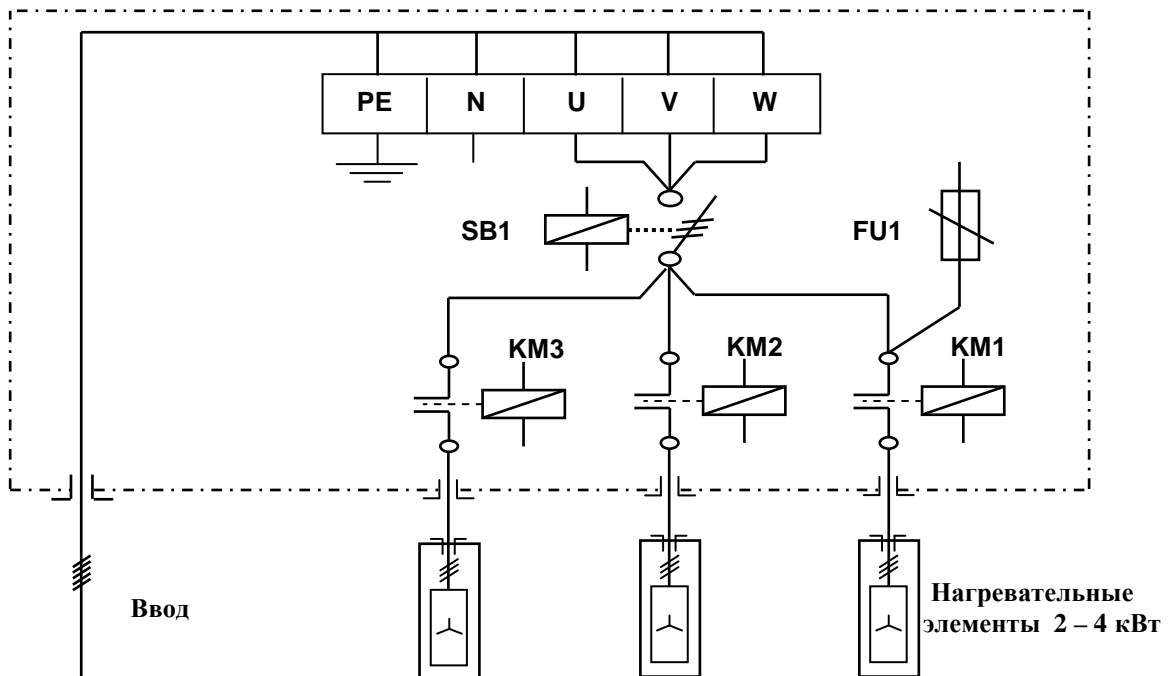 PE N U V W
SB1
FU1
KM3 KM2 KM1
Ввод
Нагревательные
элементы 2 – 4 кВт